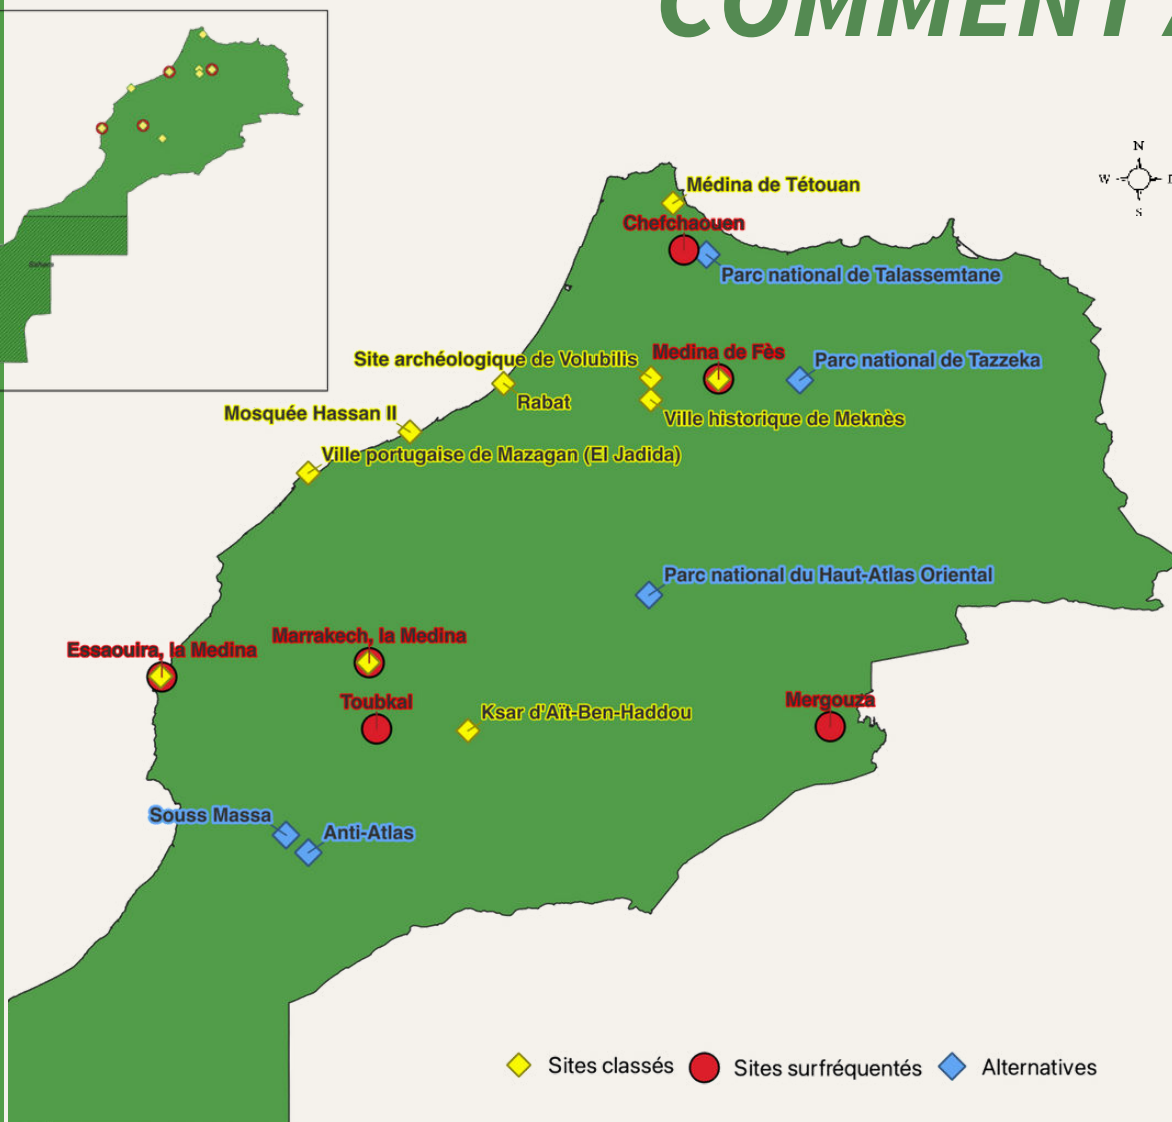 COMMENT
N
W
S
Sahara
Médina de Tétouan
Chefchaouen
Parc national de Talassemtane
Site archéologique de Volubilis
Medina de Fès
Parc national de Tazzeka
Rabat
Mosquée Hassan II
Ville historique de Meknès
Ville portugaise de Mazagan (El Jadida)
Parc national du Haut-Atlas Oriental
Marrakech, la Medina
Essaouira, la Medina
Toubkal
Mergouza
Ksar d'Aït-Ben-Haddou
Souss Massa
Anti-Atlas
Sites classés
Sites surfréquentés
Alternatives